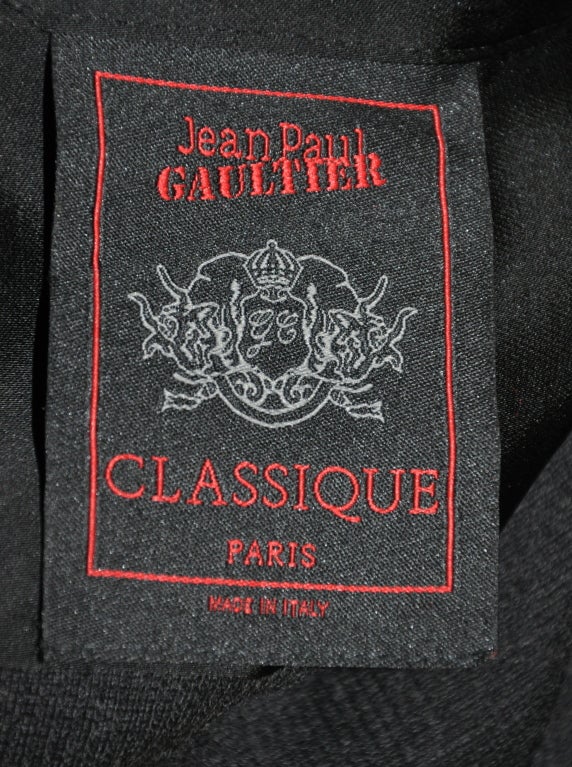 Jean Paul
GAULTIER
CLASSIQUE
PARIS
MADE IN ITALY